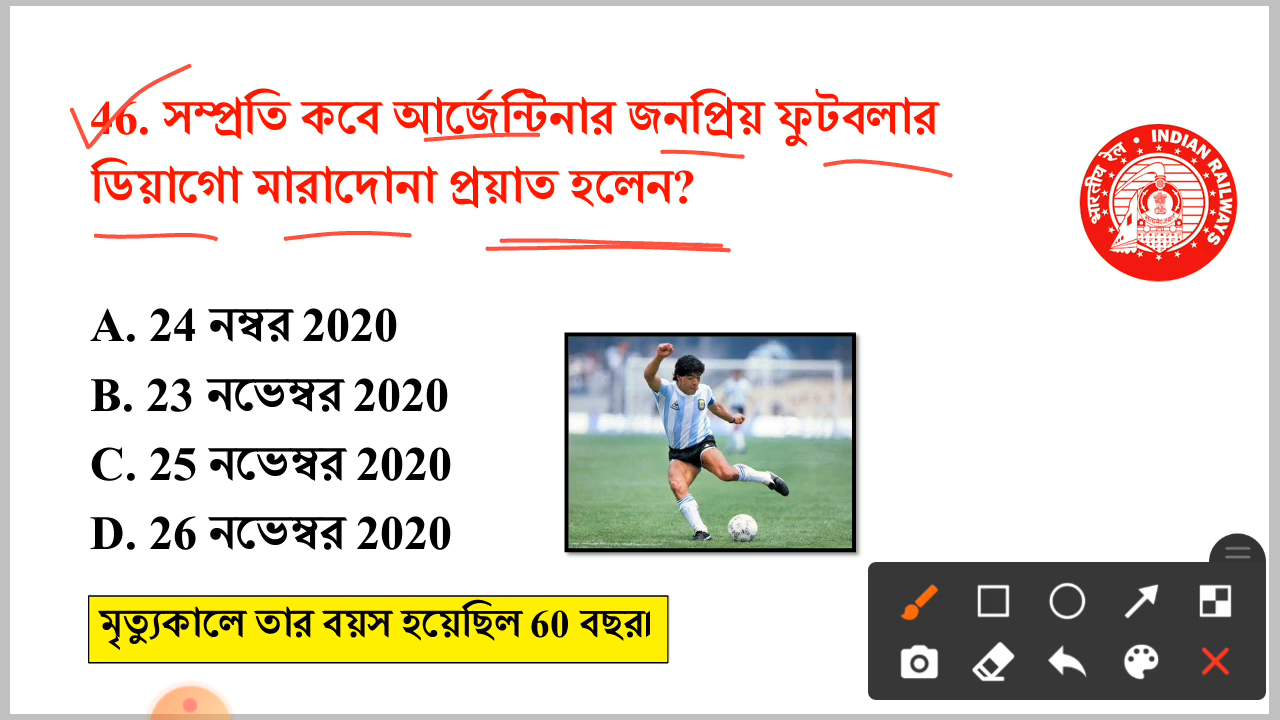 46. সম্প্রতি কবে আর্জেন্টিনার জনপ্রিয় ফুটবলার
ডিয়াগো মারাদোনা প্রয়াত হলেন?
भारतीय रेल • INDIAN RAILWAYS
A. 24 নম্বর 2020
B. 23 নভেম্বর 2020
C. 25 নভেম্বর 2020
D. 26 নভেম্বর 2020
মৃত্যুকালে তার বয়স হয়েছিল 60 বছর।